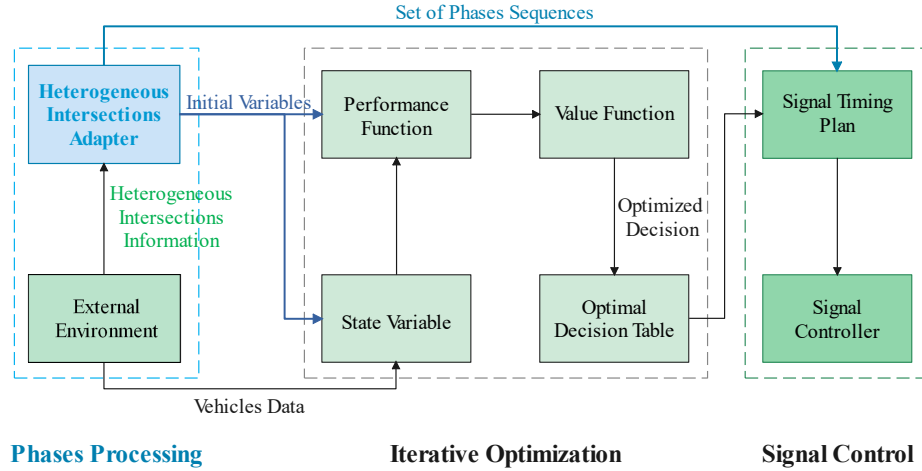 Set of Phases Sequences
Heterogeneous
Intersections
Adapter
Initial Variables
Performance
Function
Value Function
Signal Timing
Plan
Heterogeneous
Intersections
Information
Optimized
Decision
External
Environment
State Variable
Optimal
Decision Table
Signal
Controller
Vehicles Data
Phases Processing
Iterative Optimization
Signal Control